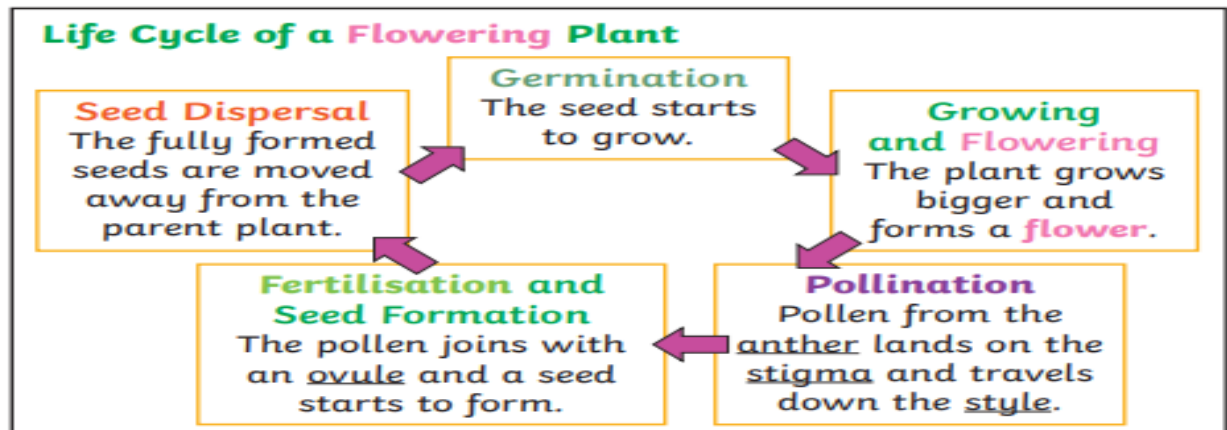 Life Cycle of a Flowering Plant
Germination
The seed starts
to grow.
Growing
and Flowering
The plant grows
bigger and
forms a flower.
Pollination
Pollen from the
anther lands on the
stigma and travels
down the style.
Fertilisation and
Seed Formation
The pollen joins with
an ovule and a seed
starts to form.
Seed Dispersal
The fully formed
seeds are moved
away from the
parent plant.